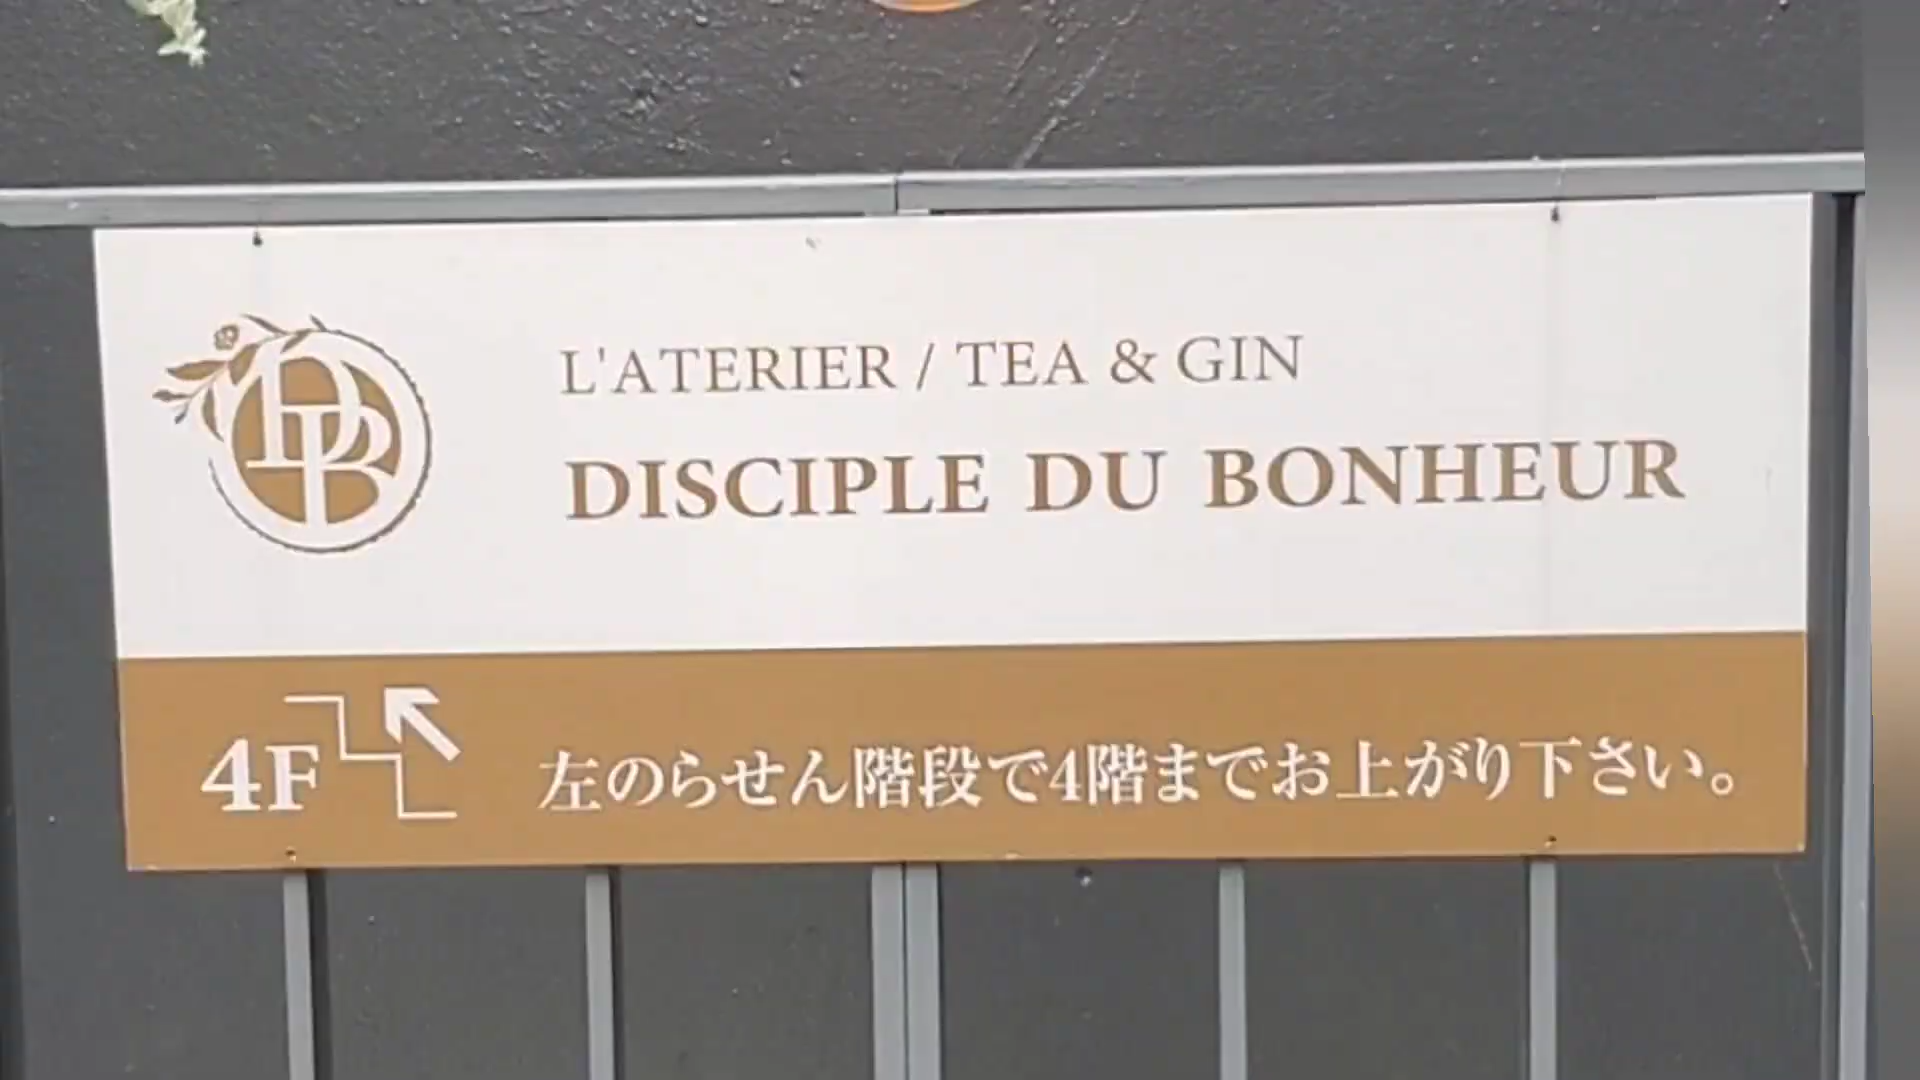 DB
L'ATERIER / TEA & GIN
DISCIPLE DU BONHEUR
4F
左のらせん階段で4階までお上がり下さい。